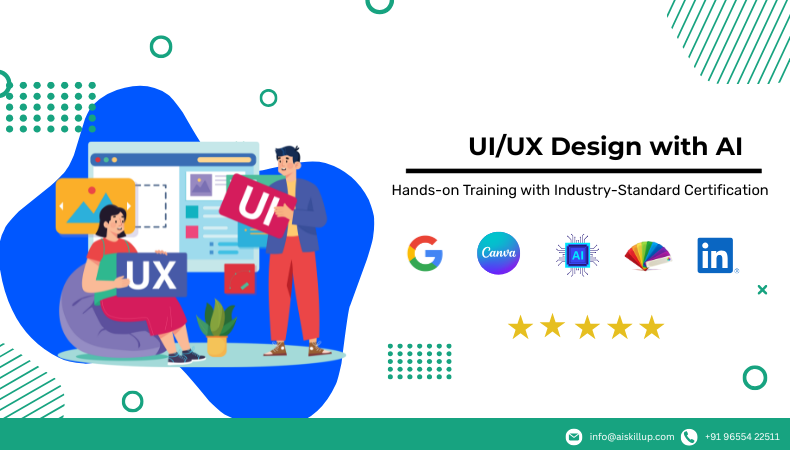 UI/UX Design with AI
Hands-on Training with Industry-Standard Certification
UI
UX
G
Canva
AI
in
®
info@aiskillup.com
+91 96554 22511